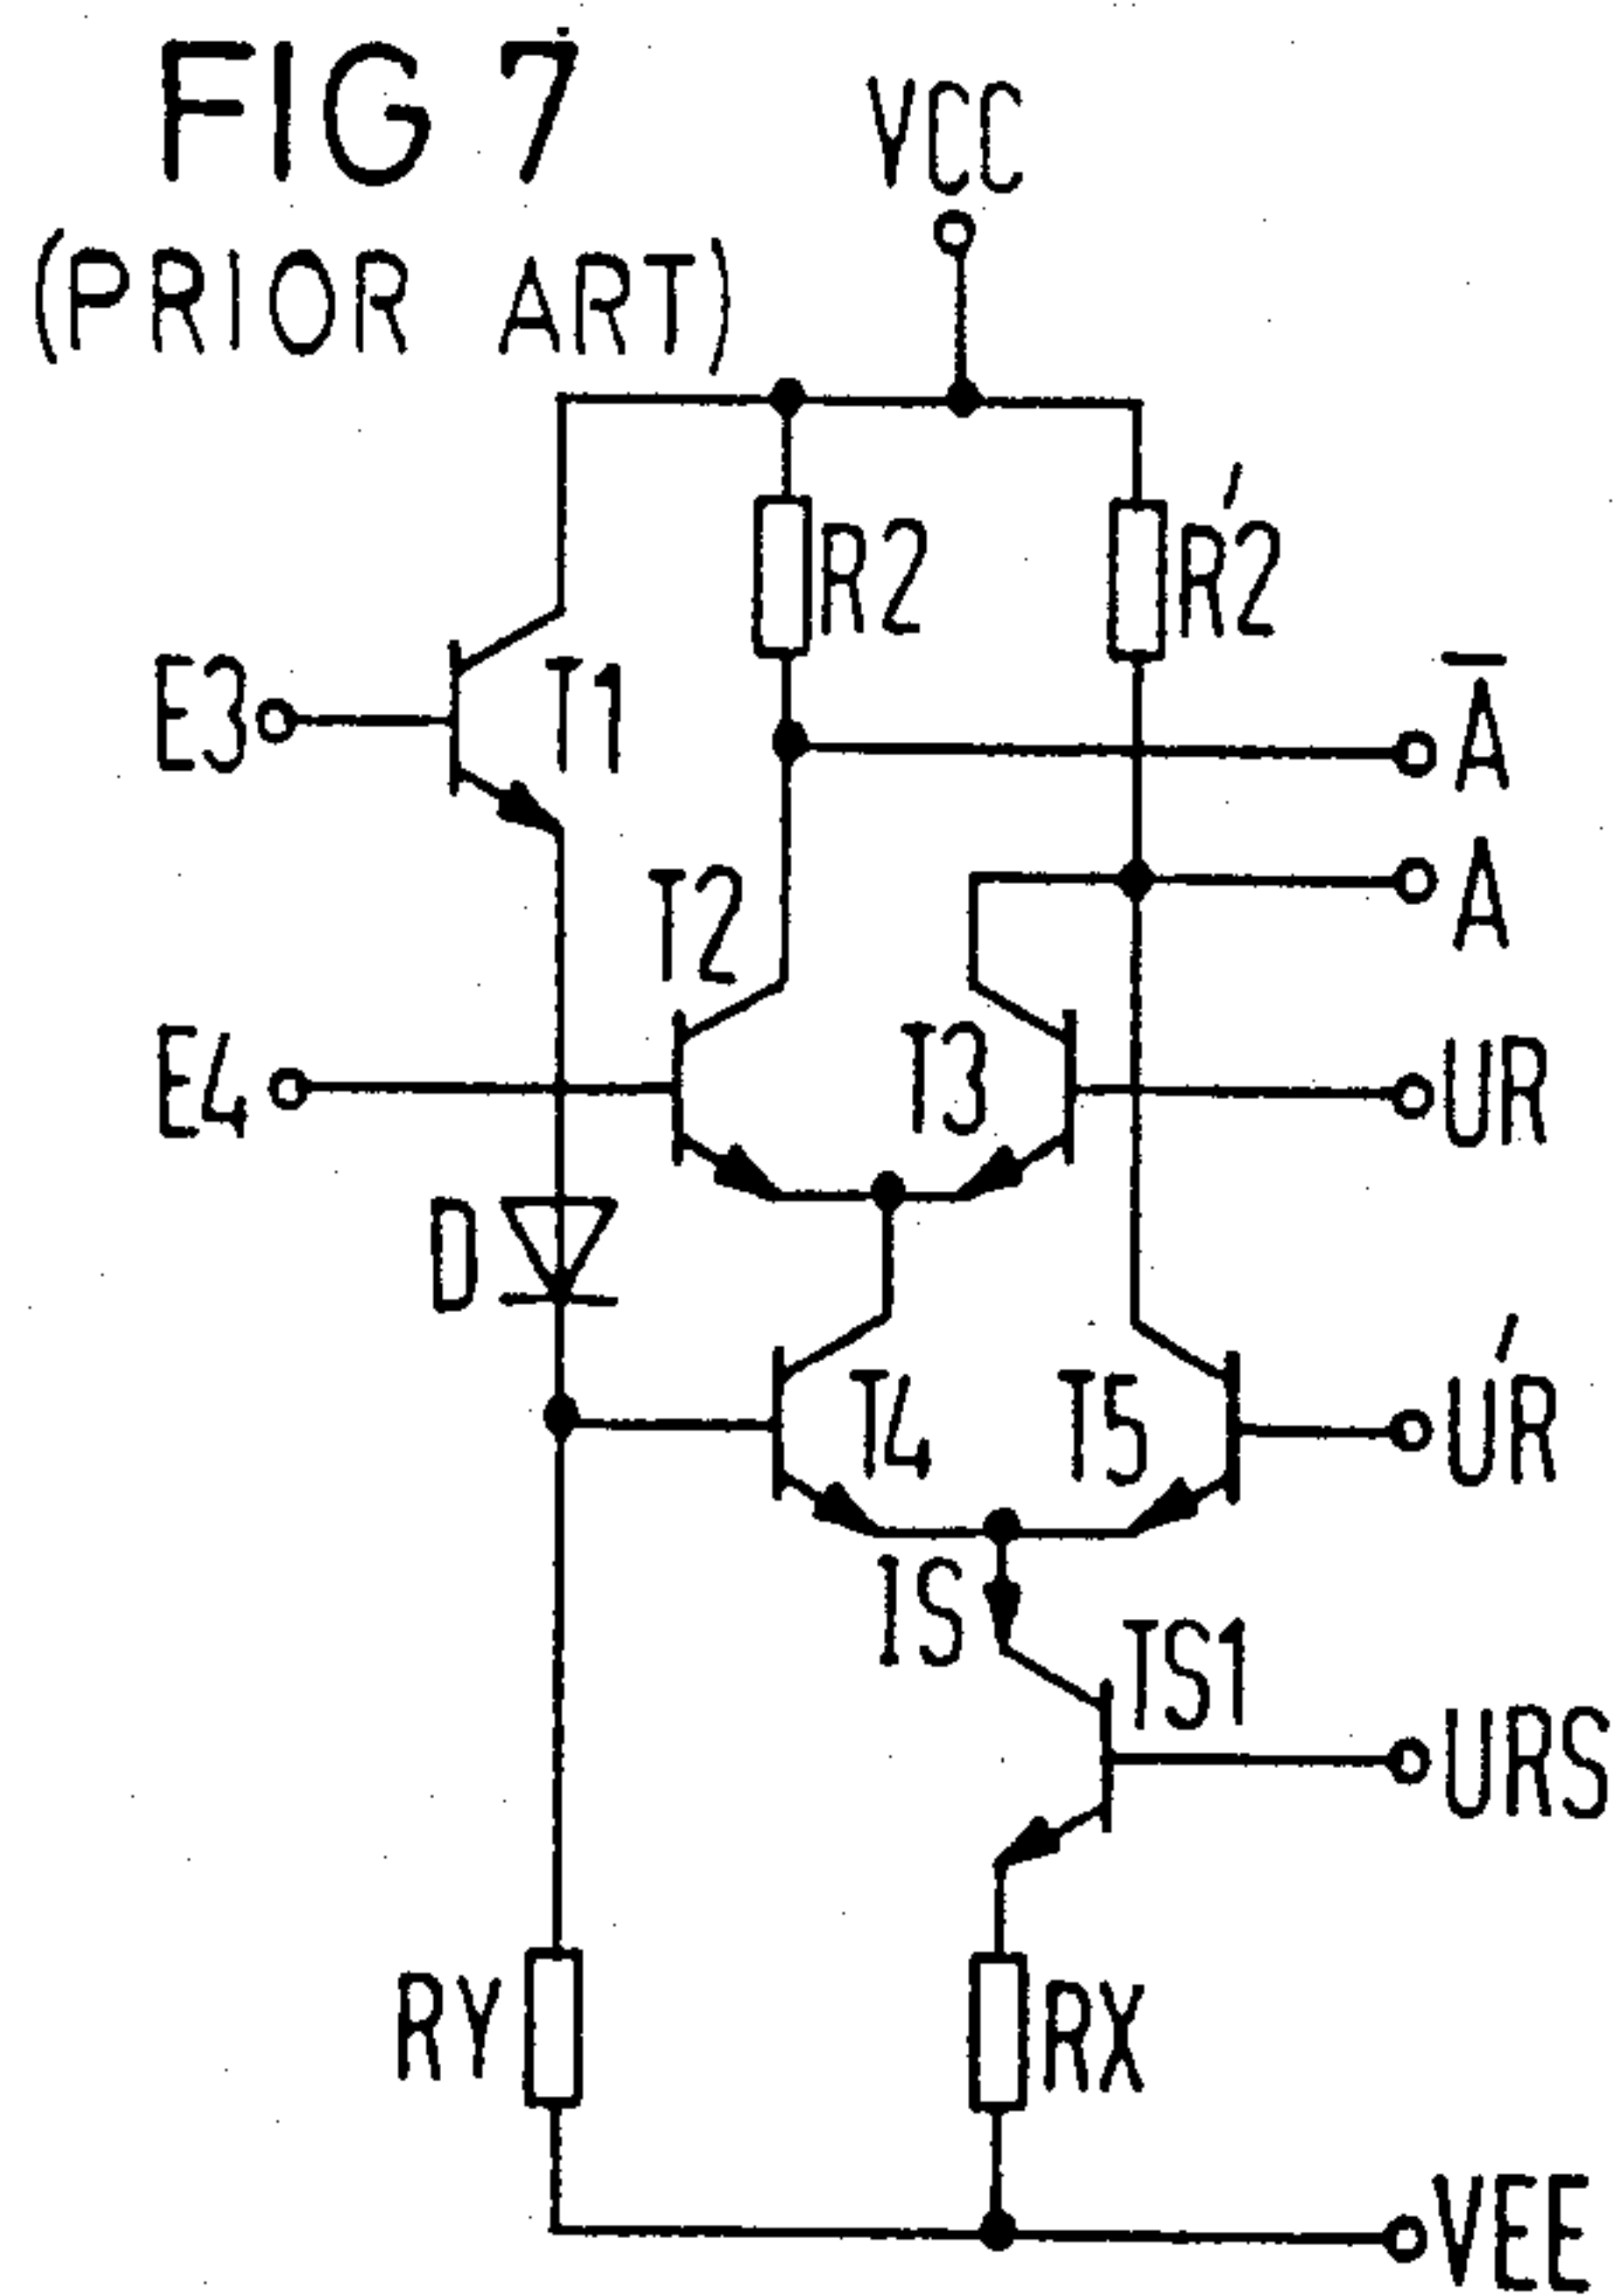 FIG 7
(PRIOR ART)
VCC
R2
R'2
E3
T1
A̅
A
T2
E4
T3
UR
D
T4
T5
U'R
IS
TS1
URS
RY
RX
VEE